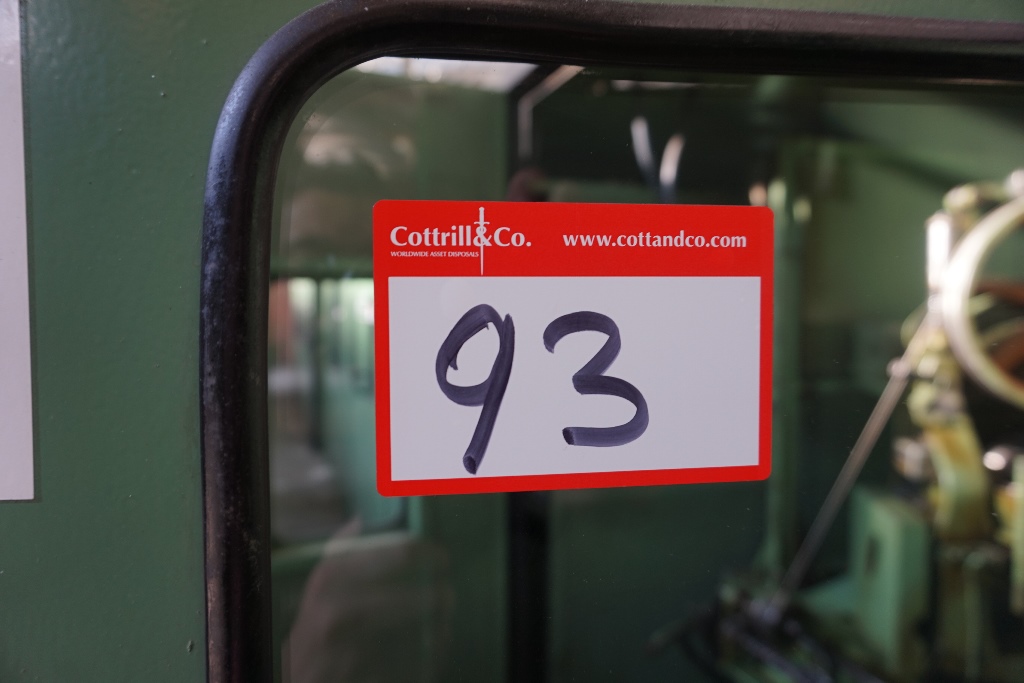 Cottrill&Co. www.cottandco.com
WORLDWIDE ASSET DISPOSALS
93